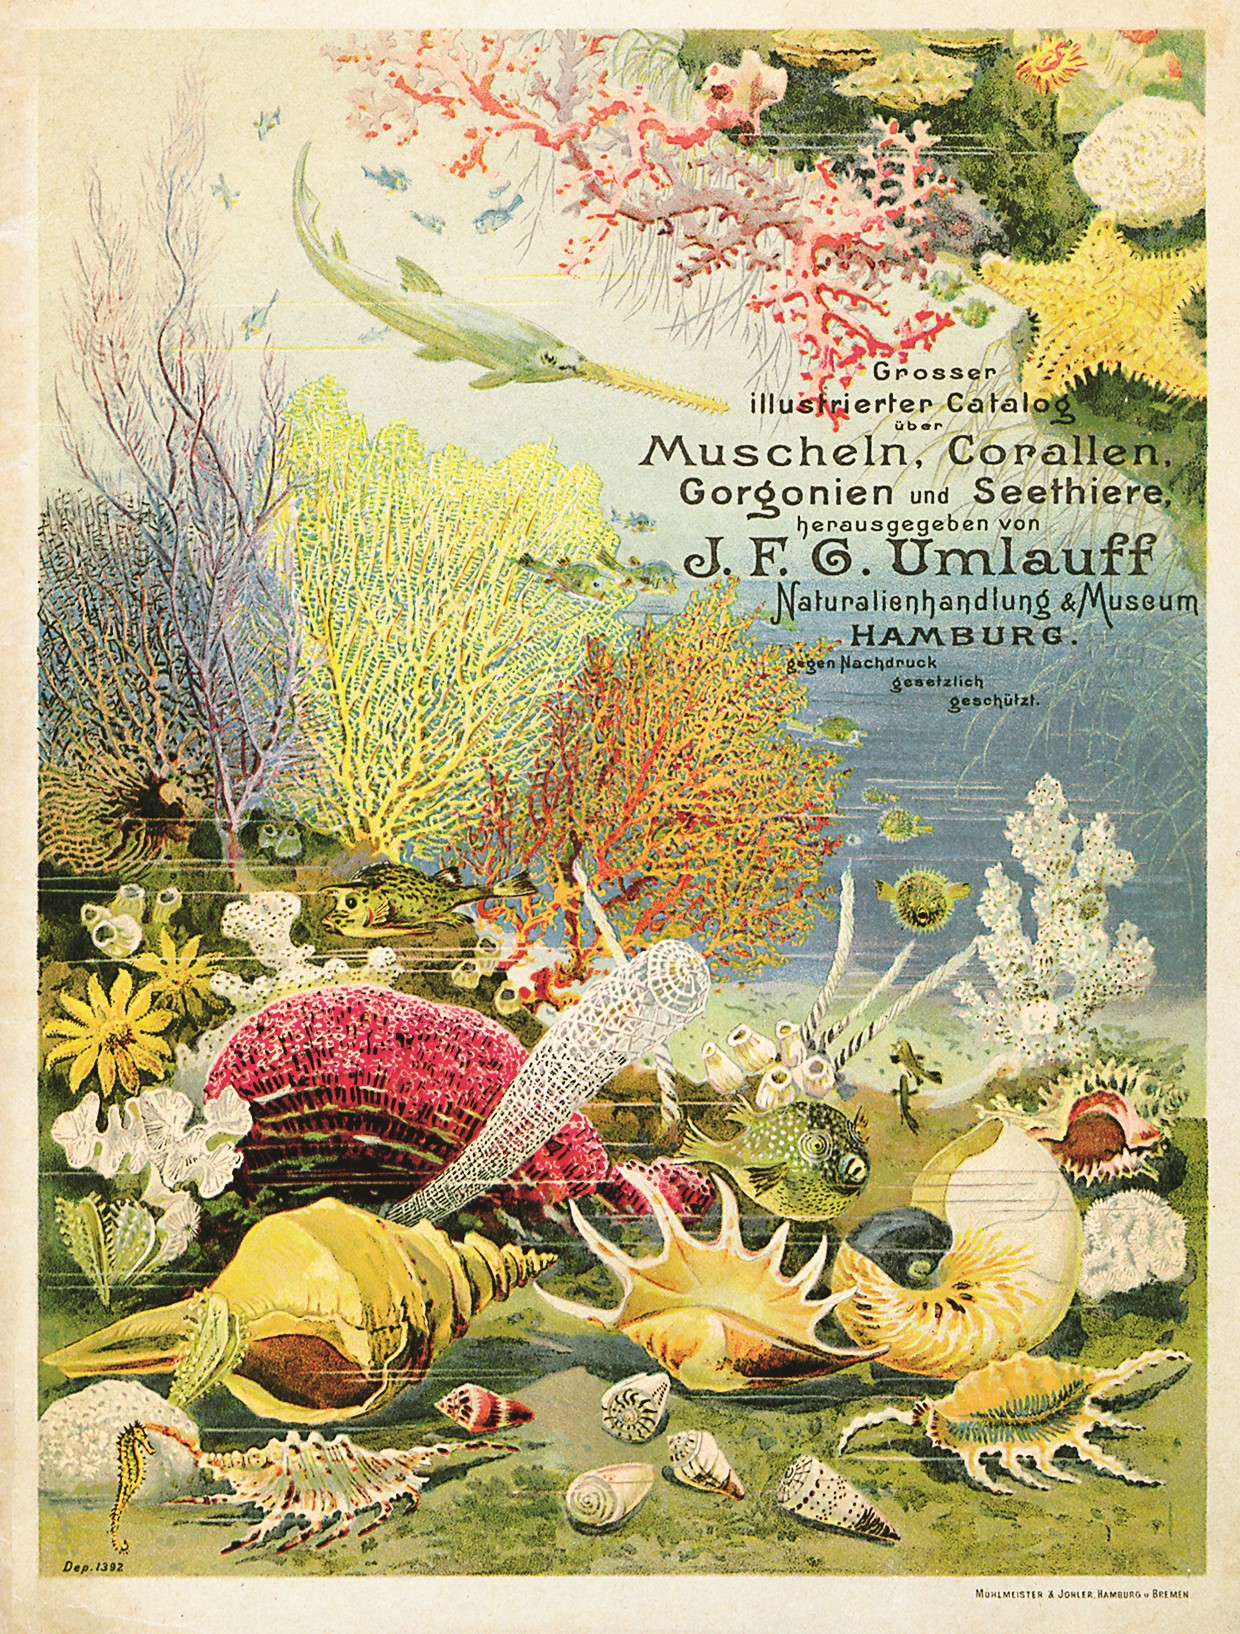 Grosser
illustrierter Catalog
über
Muscheln, Corallen,
Gorgonien und Seethiere,
herausgegeben von
J. F. G. Umlauff
Naturalienhandlung & Museum
HAMBURG.
gegen Nachdruck
gesetzlich
geschützt.
Dep. 1392
MÜHLMEISTER & JOHLER, HAMBURG u BREMEN